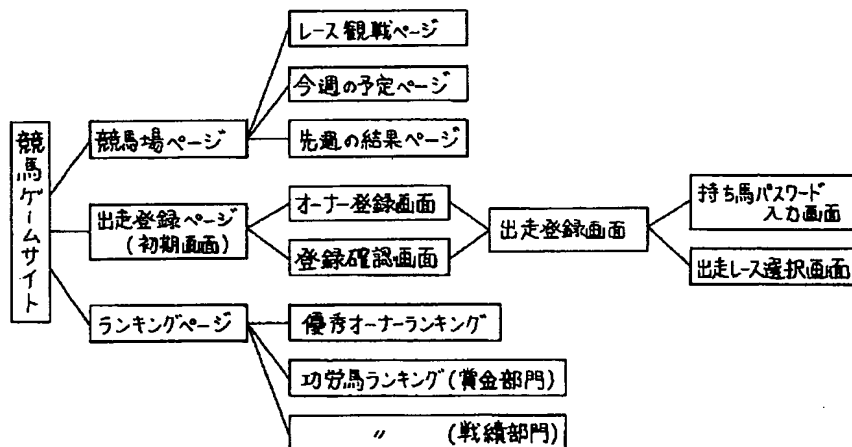 競馬ゲームサイト
競馬場ページ
レース観戦ページ
今週の予定ページ
先週の結果ページ
出走登録ページ
(初期画面)
オーナー登録画面
登録確認画面
出走登録画面
持ち馬パスワード
入力画面
出走レース選択画面
ランキングページ
優秀オーナーランキング
功労馬ランキング(賞金部門)
〃 (戦績部門)